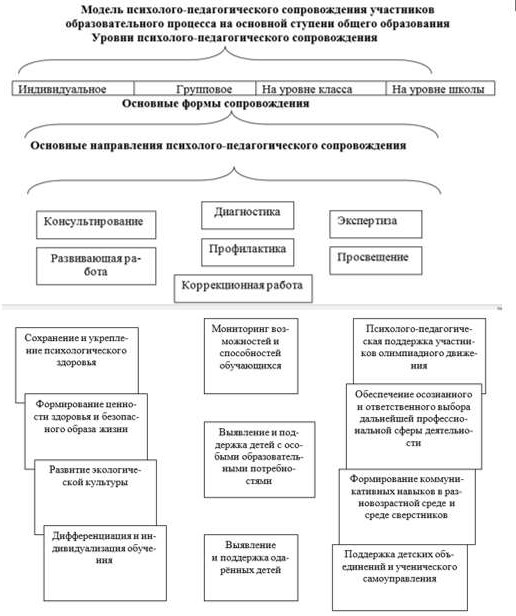 Модель психолого-педагогического сопровождения участников
образовательного процесса на основной ступени общего образования
Уровни психолого-педагогического сопровождения
Индивидуальное Групповое На уровне класса На уровне школы
Основные формы сопровождения
Основные направления психолого-педагогического сопровождения
Консультирование
Диагностика
Экспертиза
Развивающая ра-
бота
Профилактика
Просвещение
Коррекционная работа
Сохранение и укрепле-
ние психологического
здоровья
Мониторинг воз-
можностей и
способностей
обучающихся
Психолого-педагогиче-
ская поддержка участни-
ков олимпиадного движе-
ния
Формирование ценно-
сти здоровья и безопас-
ного образа жизни
Выявление и под-
держка детей с осо-
быми образователь-
ными потребно-
стями
Обеспечение осознанного
и ответственного выбора
дальнейшей профессио-
нальной сферы деятельно-
сти
Развитие экологиче-
ской культуры
Формирование коммуни-
кативных навыков в раз-
новозрастной среде и
среде сверстников
Дифференциация и ин-
дивидуализация обуче-
ния
Выявление
и поддержка ода-
рённых детей
Поддержка детских объ-
единений и ученического
самоуправления